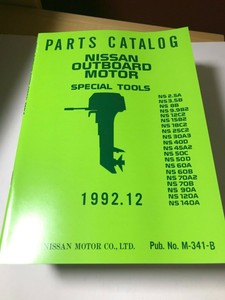 PARTS CATALOG
NISSAN
OUTBOARD
MOTOR
SPECIAL TOOLS
NS 2.5A
NS 3.5B
NS 8B
NS 9.9B2
NS 12C2
NS 15B2
NS 18C2
NS 25C2
NS 30A3
NS 40D
NS 45A2
NS 50C
NS 50D
NS 60A
NS 60B
NS 70A2
NS 70B
NS 90A
NS 120A
NS 140A
1992.12
NISSAN MOTOR CO., LTD.
Pub. No. M-341-B